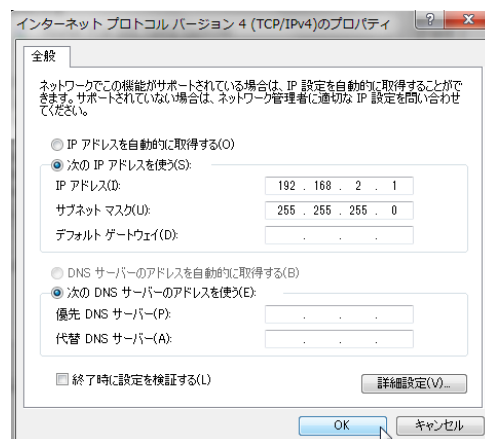 インターネット プロトコル バージョン 4 (TCP/IPv4)のプロパティ
全般
ネットワークでこの機能がサポートされている場合は、IP 設定を自動的に取得することがで
きます。サポートされていない場合は、ネットワーク管理者に適切な IP 設定を問い合わせ
てください。
IP アドレスを自動的に取得する(O)
次の IP アドレスを使う(S):
IP アドレス(I): 192 . 168 . 2 . 1
サブネット マスク(U): 255 . 255 . 255 . 0
デフォルト ゲートウェイ(D): . . .
DNS サーバーのアドレスを自動的に取得する(B)
次の DNS サーバーのアドレスを使う(E):
優先 DNS サーバー(P): . . .
代替 DNS サーバー(A): . . .
終了時に設定を検証する(L)
詳細設定(V)...
OK キャンセル